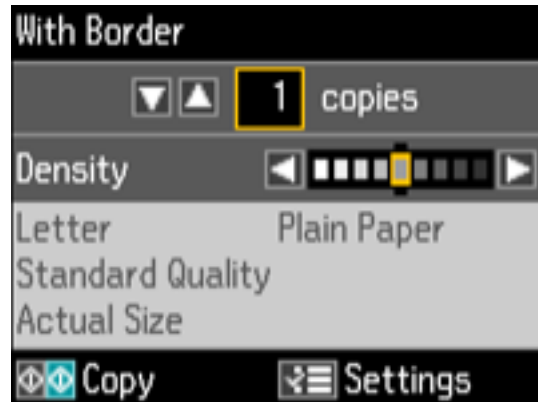 With Border
1 copies
Density
Letter Plain Paper
Standard Quality
Actual Size
Copy Settings